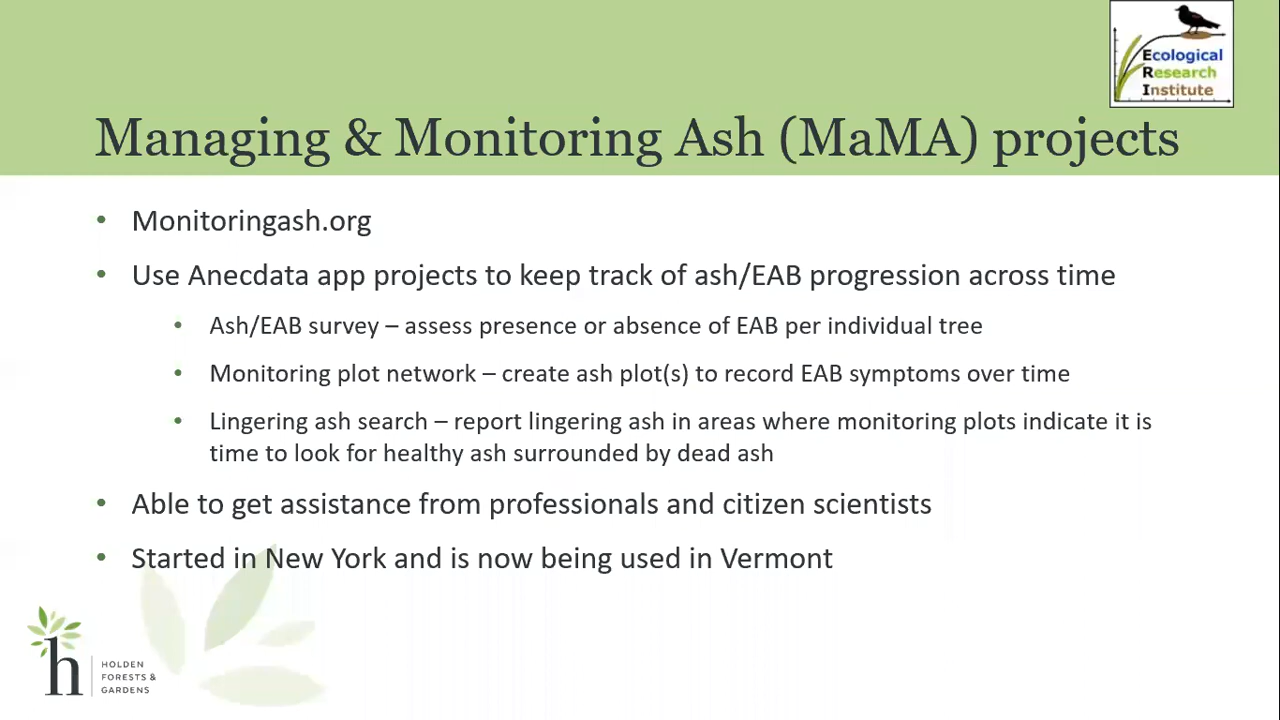 Ecological
Research
Institute
Managing & Monitoring Ash (MaMA) projects
• Monitoringash.org
• Use Anecdata app projects to keep track of ash/EAB progression across time
• Ash/EAB survey – assess presence or absence of EAB per individual tree
• Monitoring plot network – create ash plot(s) to record EAB symptoms over time
• Lingering ash search – report lingering ash in areas where monitoring plots indicate it is
time to look for healthy ash surrounded by dead ash
• Able to get assistance from professionals and citizen scientists
• Started in New York and is now being used in Vermont
h
HOLDEN
FORESTS &
GARDENS